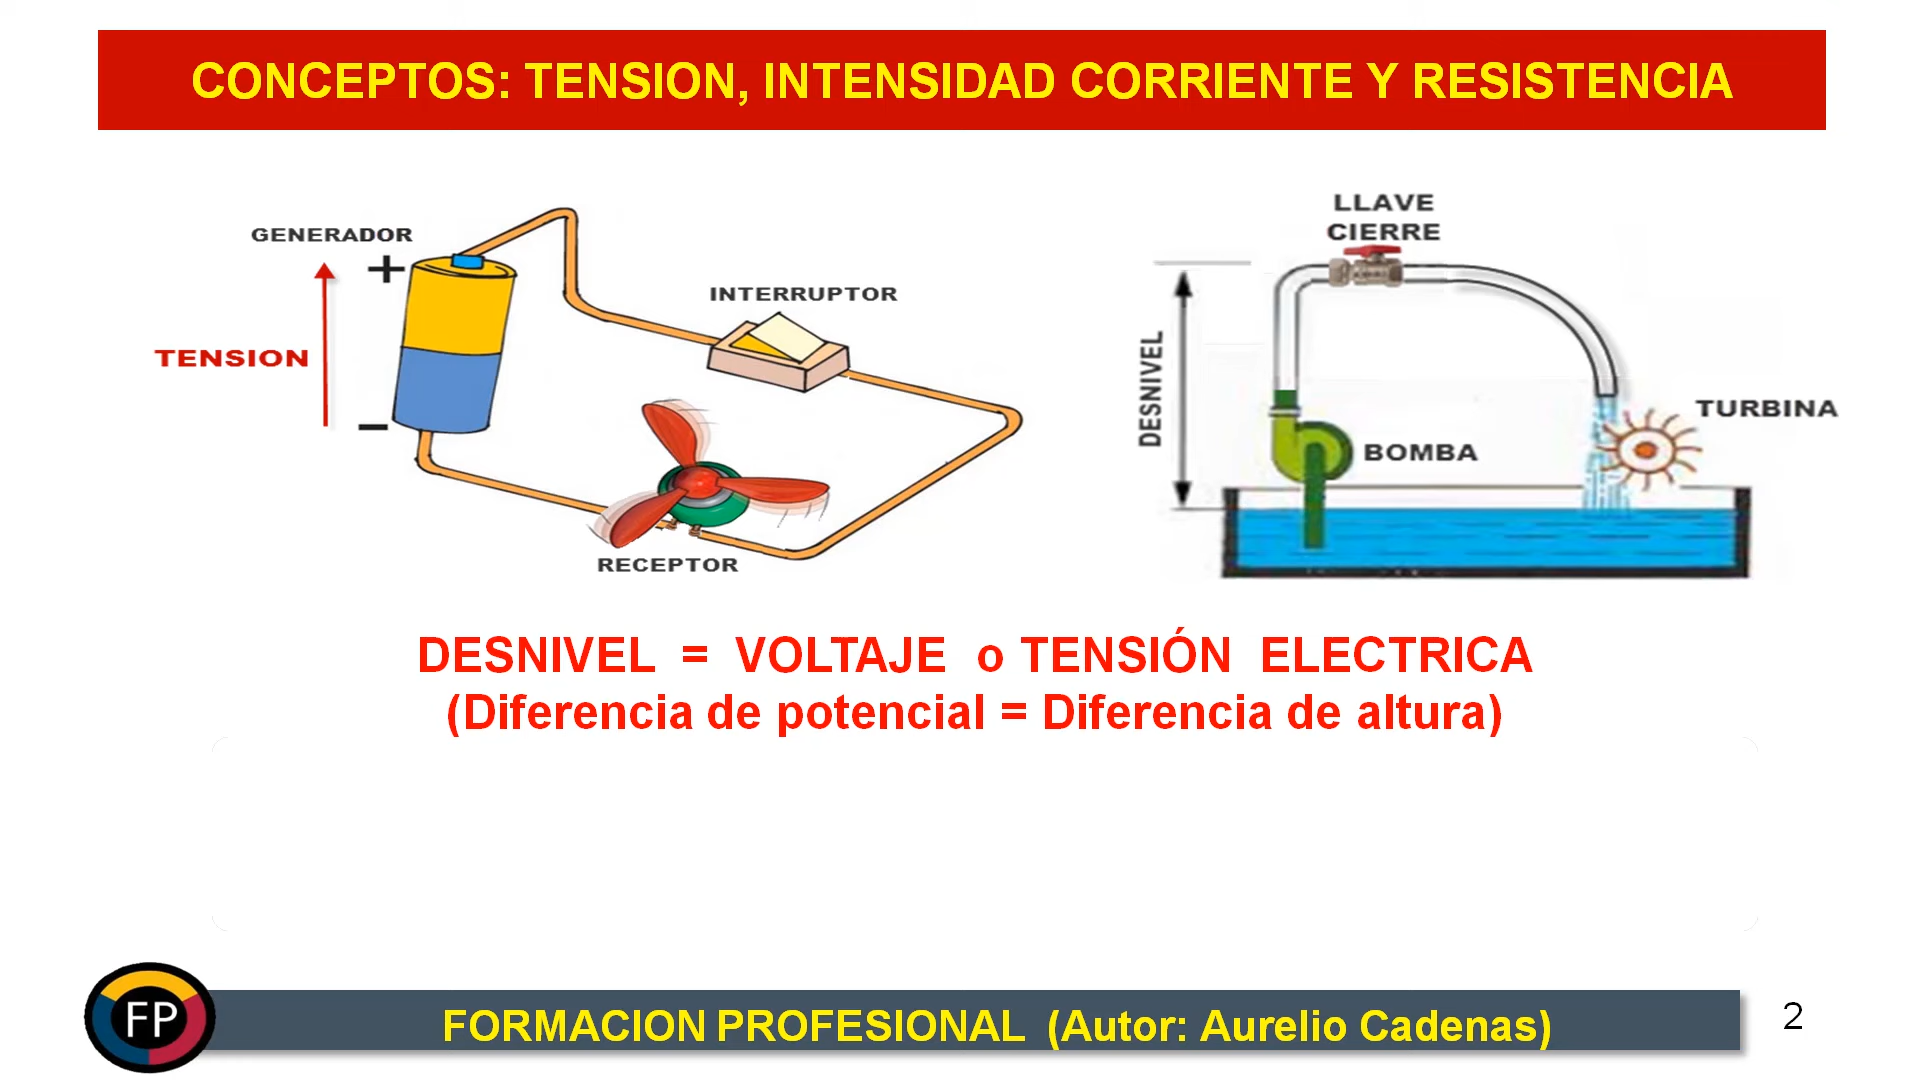 CONCEPTOS: TENSION, INTENSIDAD CORRIENTE Y RESISTENCIA
GENERADOR
+
TENSION
−
INTERRUPTOR
RECEPTOR
LLAVE
CIERRE
DESNIVEL
BOMBA
TURBINA
DESNIVEL = VOLTAJE o TENSIÓN ELECTRICA
(Diferencia de potencial = Diferencia de altura)
FP
FORMACION PROFESIONAL (Autor: Aurelio Cadenas)
2